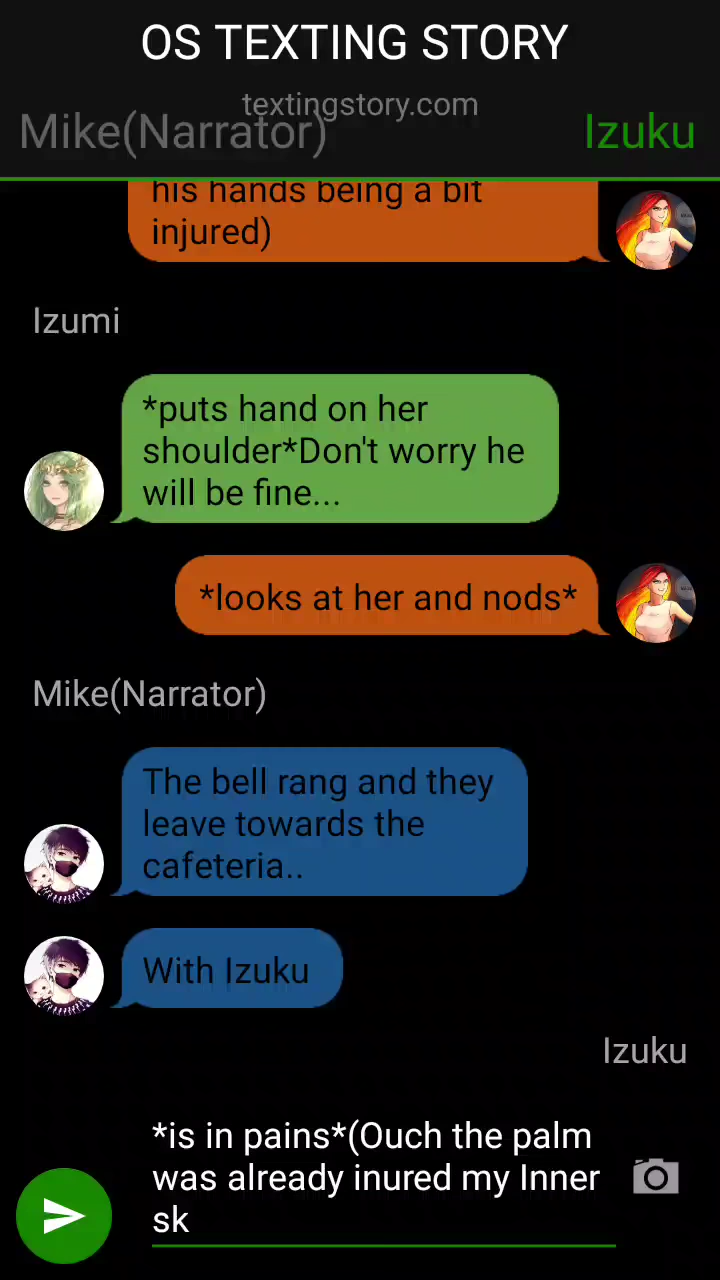 OS TEXTING STORY
textingstory.com
Mike(Narrator)
Izuku
his hands being a bit
injured)
Izumi
*puts hand on her
shoulder*Don't worry he
will be fine...
*looks at her and nods*
Mike(Narrator)
The bell rang and they
leave towards the
cafeteria..
With Izuku
Izuku
*is in pains*(Ouch the palm
was already inured my Inner
sk